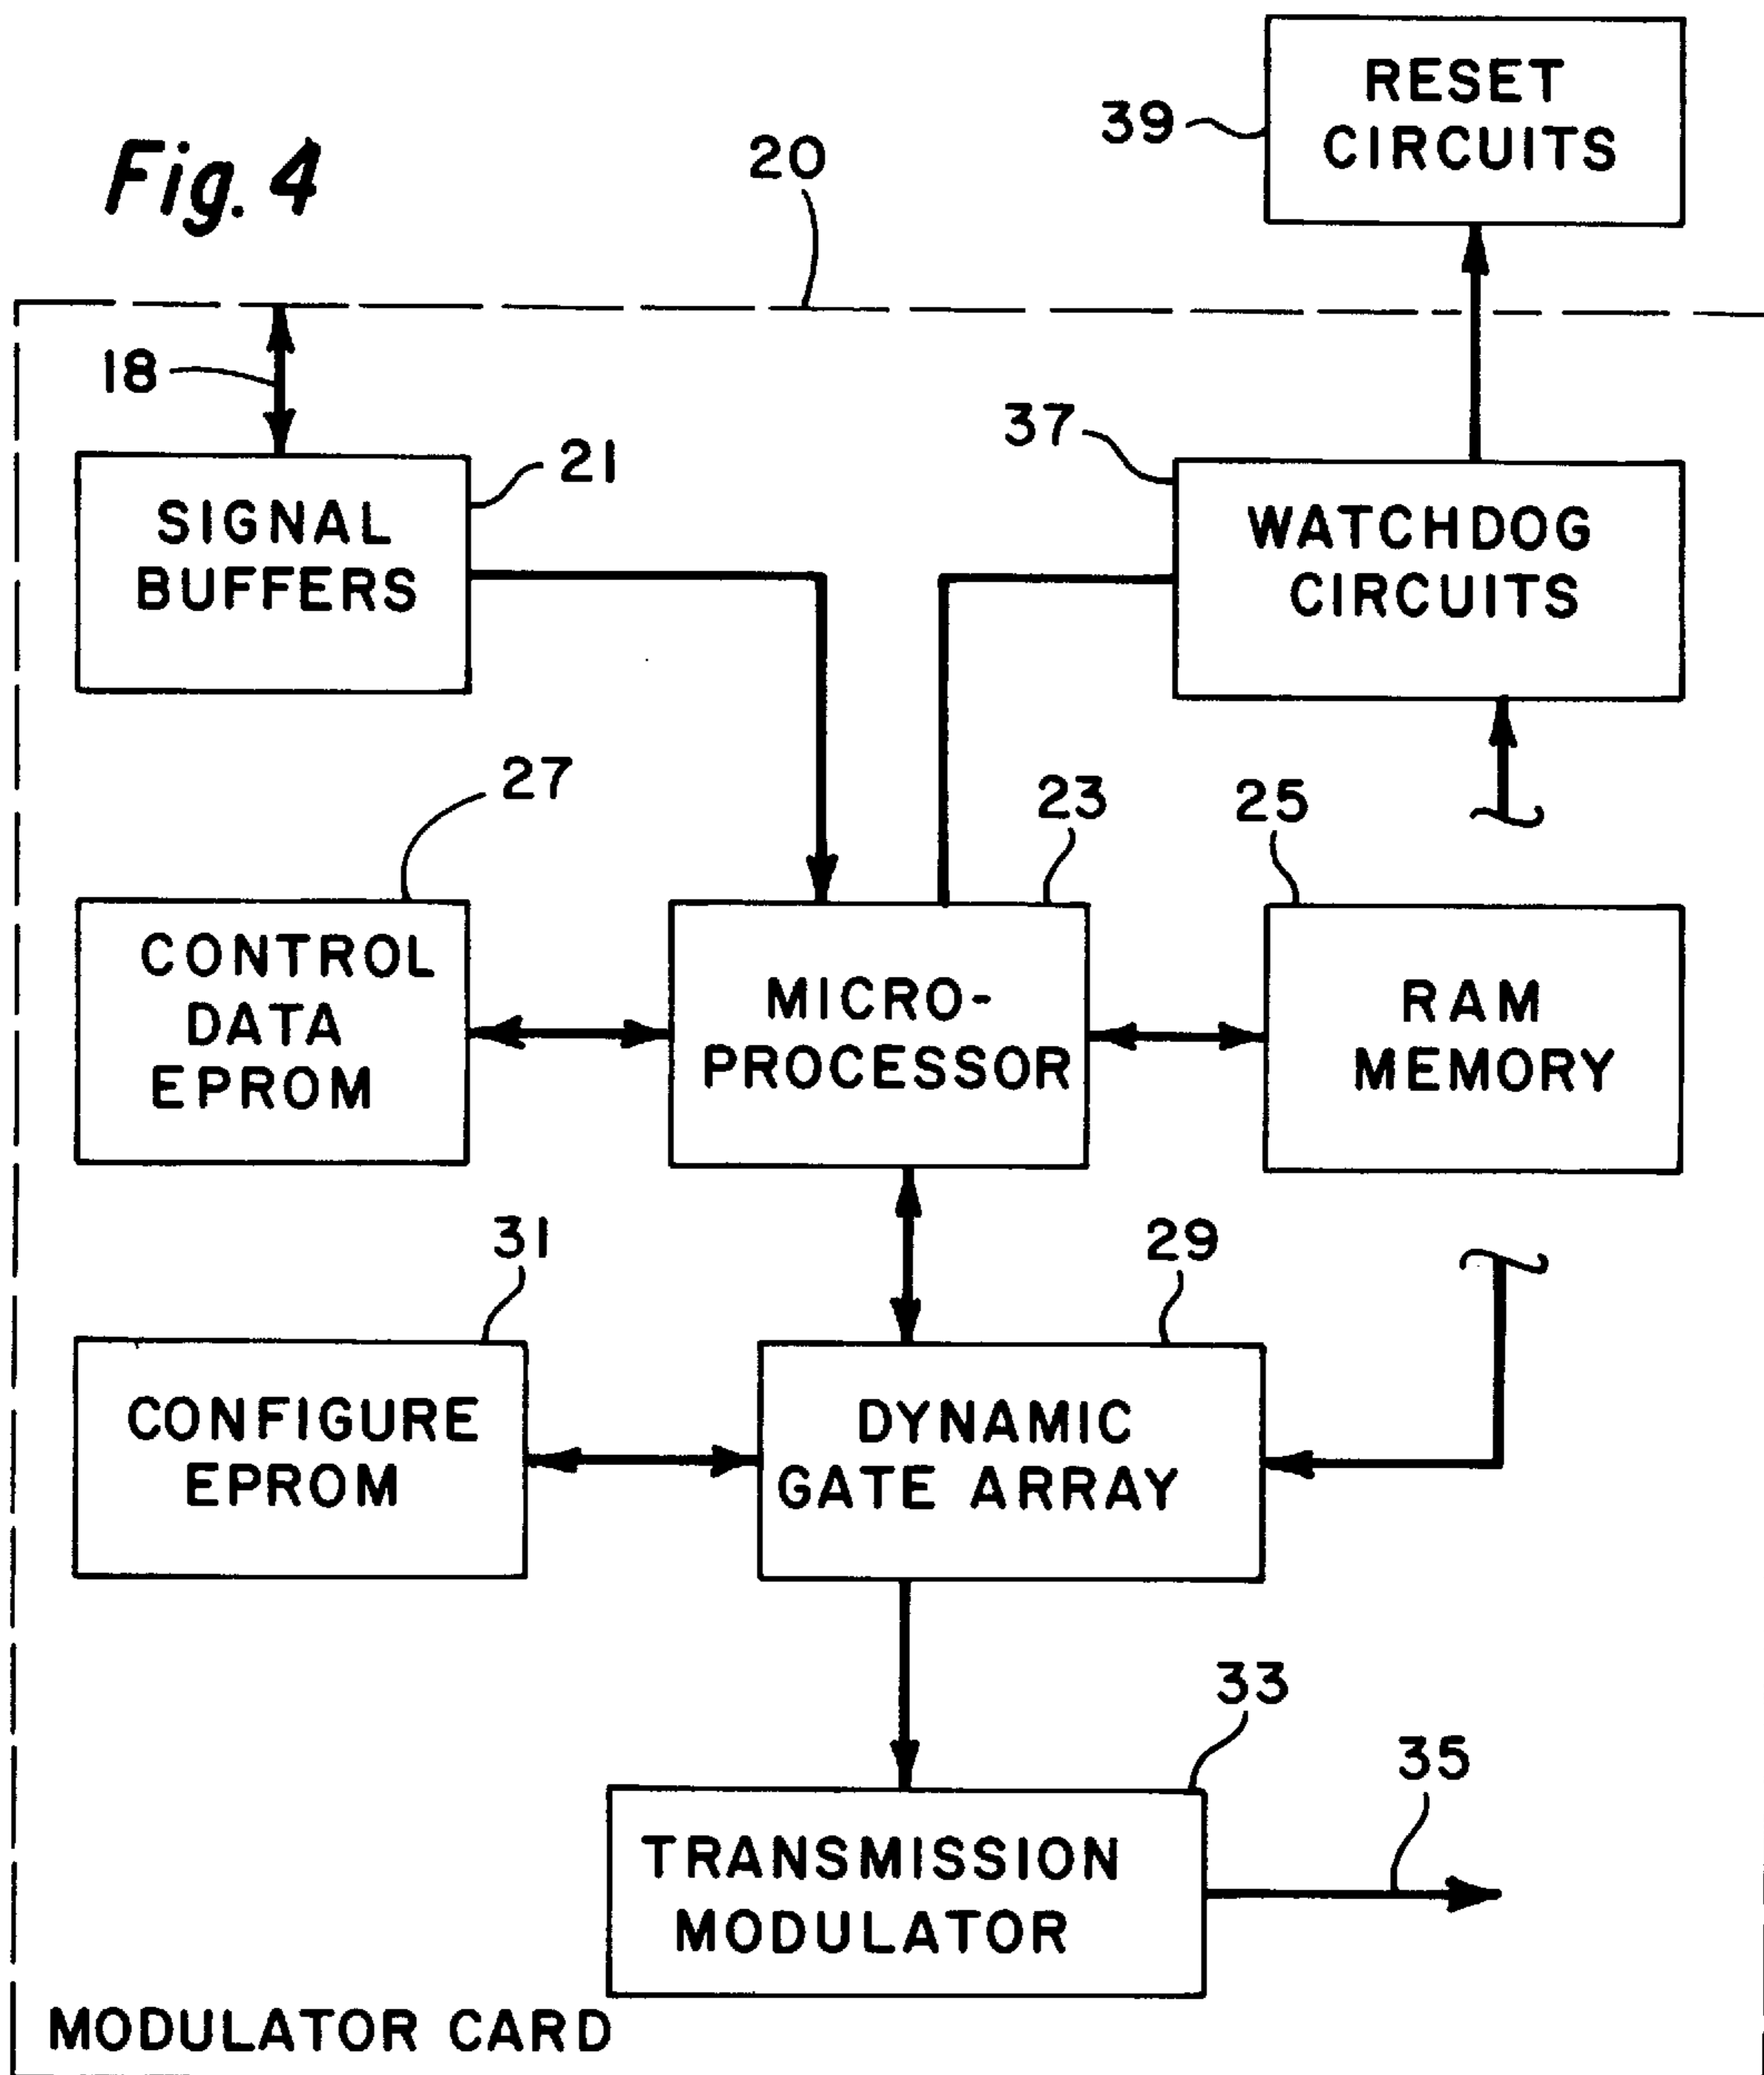 Fig. 4
20
39
RESET
CIRCUITS
18
21
SIGNAL
BUFFERS
37
WATCHDOG
CIRCUITS
27
CONTROL
DATA
EPROM
23
MICRO-
PROCESSOR
25
RAM
MEMORY
31
CONFIGURE
EPROM
29
DYNAMIC
GATE ARRAY
33
TRANSMISSION
MODULATOR
35
MODULATOR CARD